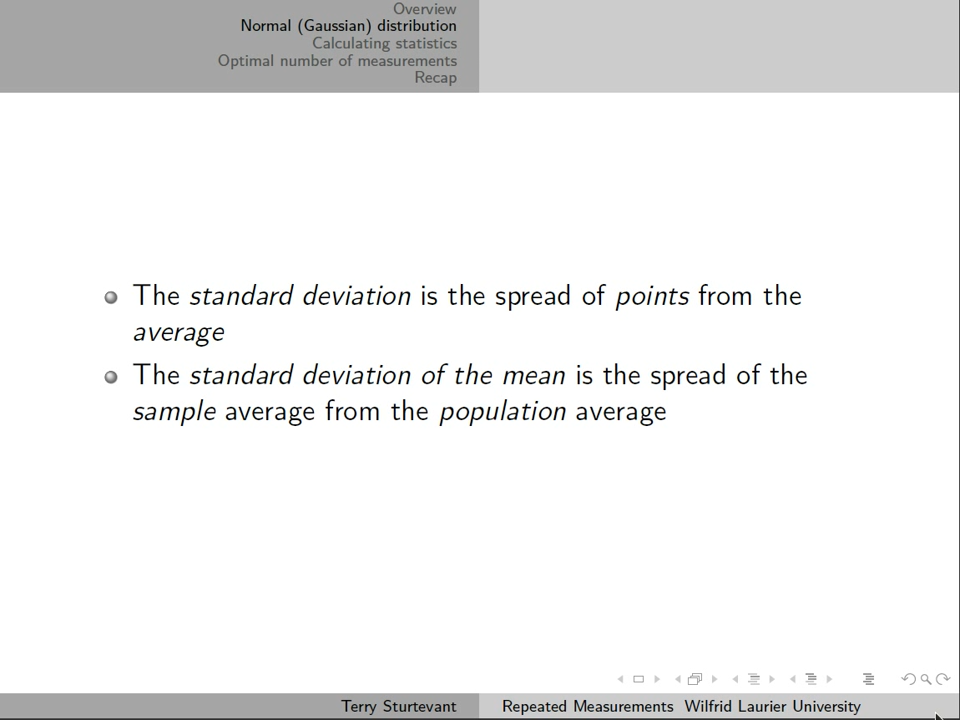 Overview
Normal (Gaussian) distribution
Calculating statistics
Optimal number of measurements
Recap
The standard deviation is the spread of points from the
average
The standard deviation of the mean is the spread of the
sample average from the population average
Terry Sturtevant
Repeated Measurements Wilfrid Laurier University